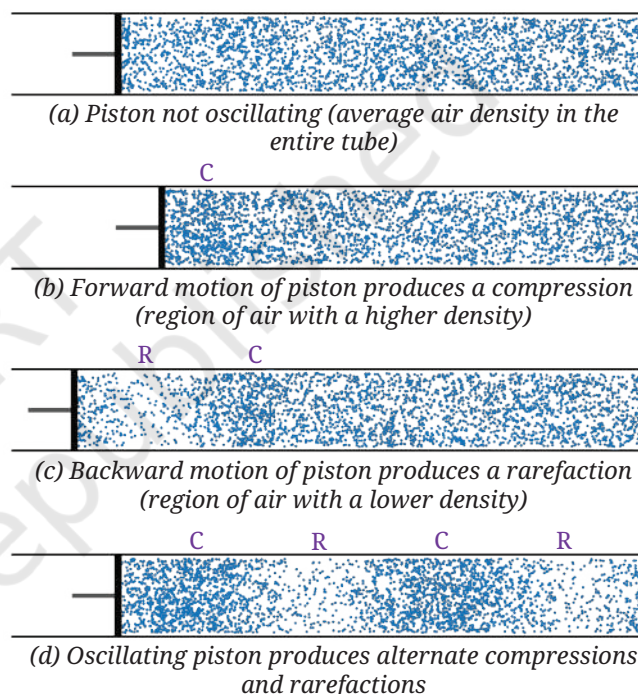 (a) Piston not oscillating (average air density in the
entire tube)
C
(b) Forward motion of piston produces a compression
(region of air with a higher density)
R C
(c) Backward motion of piston produces a rarefaction
(region of air with a lower density)
C R C R
(d) Oscillating piston produces alternate compressions
and rarefactions